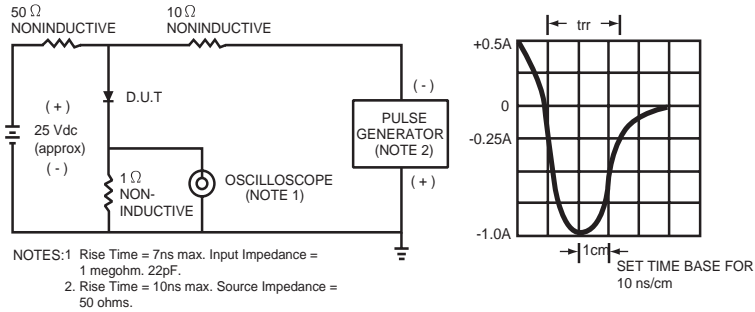 50 Ω
NONINDUCTIVE
10 Ω
NONINDUCTIVE
( + )
25 Vdc
(approx)
( - )
D.U.T
1 Ω
NON-
INDUCTIVE
OSCILLOSCOPE
(NOTE 1)
( - )
PULSE
GENERATOR
(NOTE 2)
( + )
NOTES:1 Rise Time = 7ns max. Input Impedance =
1 megohm. 22pF.
2. Rise Time = 10ns max. Source Impedance =
50 ohms.
trr
+0.5A
0
-0.25A
-1.0A
1cm
SET TIME BASE FOR
10 ns/cm